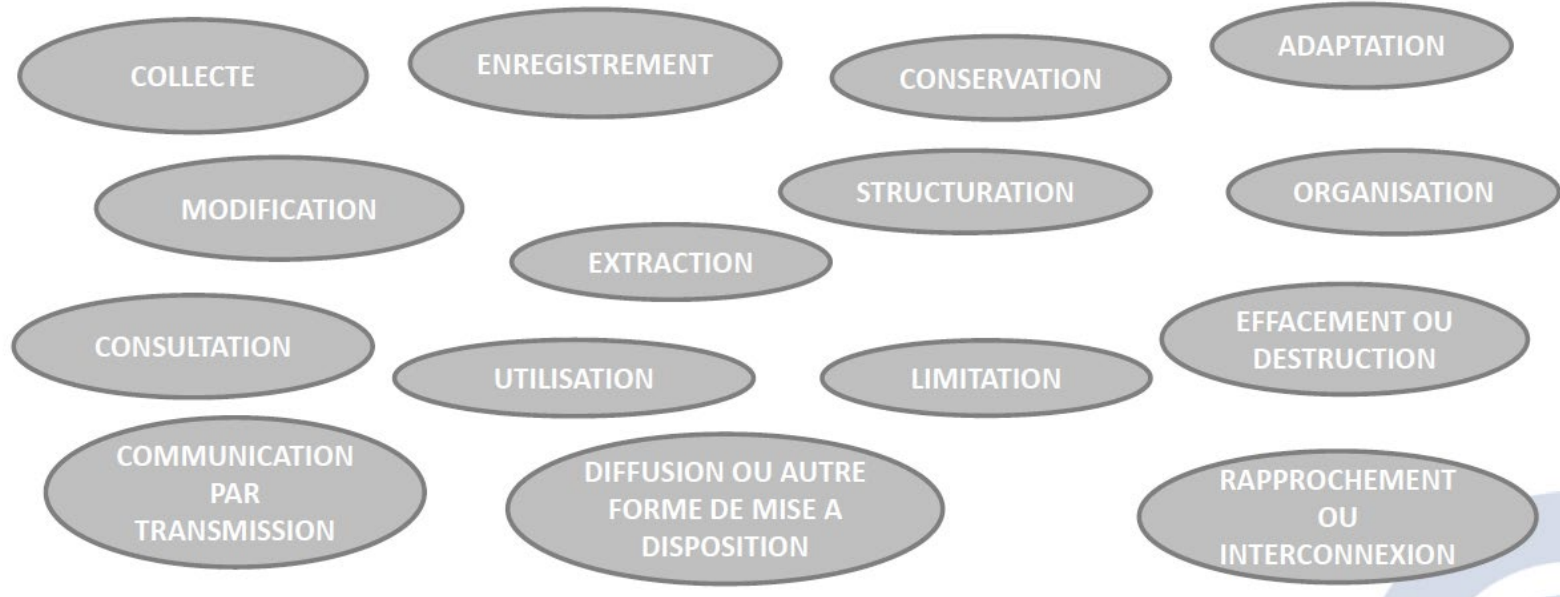 COLLECTE
ENREGISTREMENT
CONSERVATION
ADAPTATION
MODIFICATION
STRUCTURATION
ORGANISATION
EXTRACTION
CONSULTATION
UTILISATION
LIMITATION
EFFACEMENT OU
DESTRUCTION
COMMUNICATION
PAR
TRANSMISSION
DIFFUSION OU AUTRE
FORME DE MISE A
DISPOSITION
RAPPROCHEMENT
OU
INTERCONNEXION